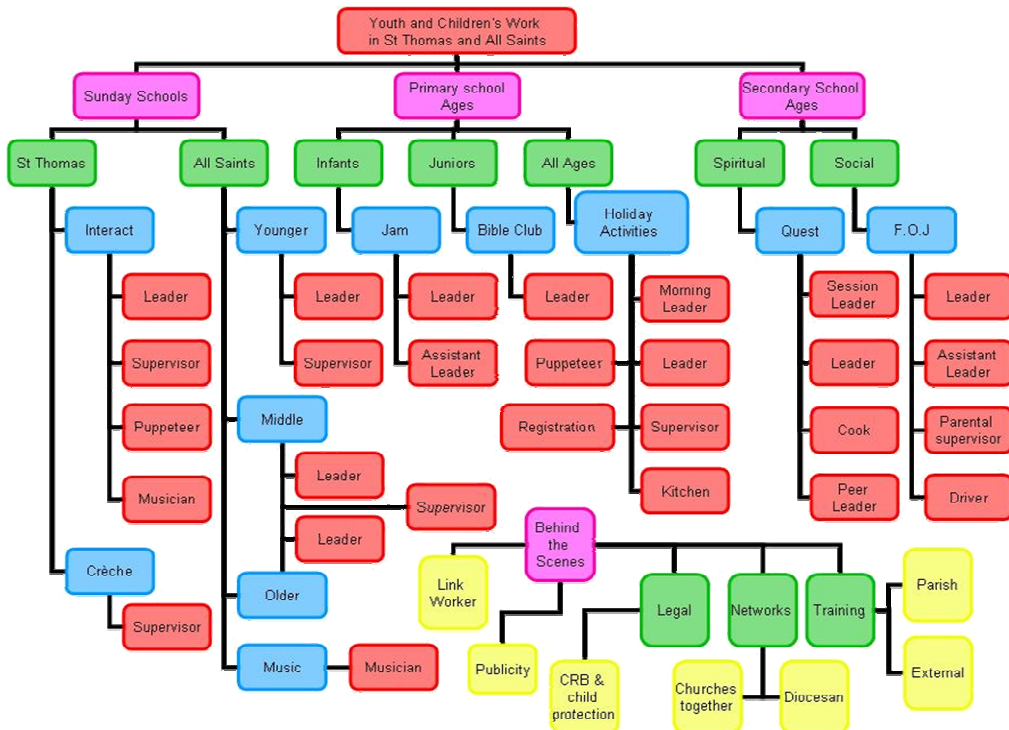 Youth and Children's Work
in St Thomas and All Saints
Sunday Schools
Primary school
Ages
Secondary School
Ages
St Thomas
All Saints
Infants
Juniors
All Ages
Spiritual
Social
Interact
Younger
Jam
Bible Club
Holiday
Activities
Quest
F.O.J
Leader
Leader
Leader
Leader
Morning
Leader
Session
Leader
Leader
Supervisor
Supervisor
Assistant
Leader
Puppeteer
Leader
Leader
Assistant
Leader
Puppeteer
Middle
Registration
Supervisor
Cook
Parental
supervisor
Leader
Musician
Supervisor
Kitchen
Peer
Leader
Driver
Leader
Behind
the
Scenes
Crèche
Older
Link
Worker
Legal
Networks
Training
Parish
Supervisor
Music
Musician
Publicity
CRB &
child
protection
Churches
together
Diocesan
External